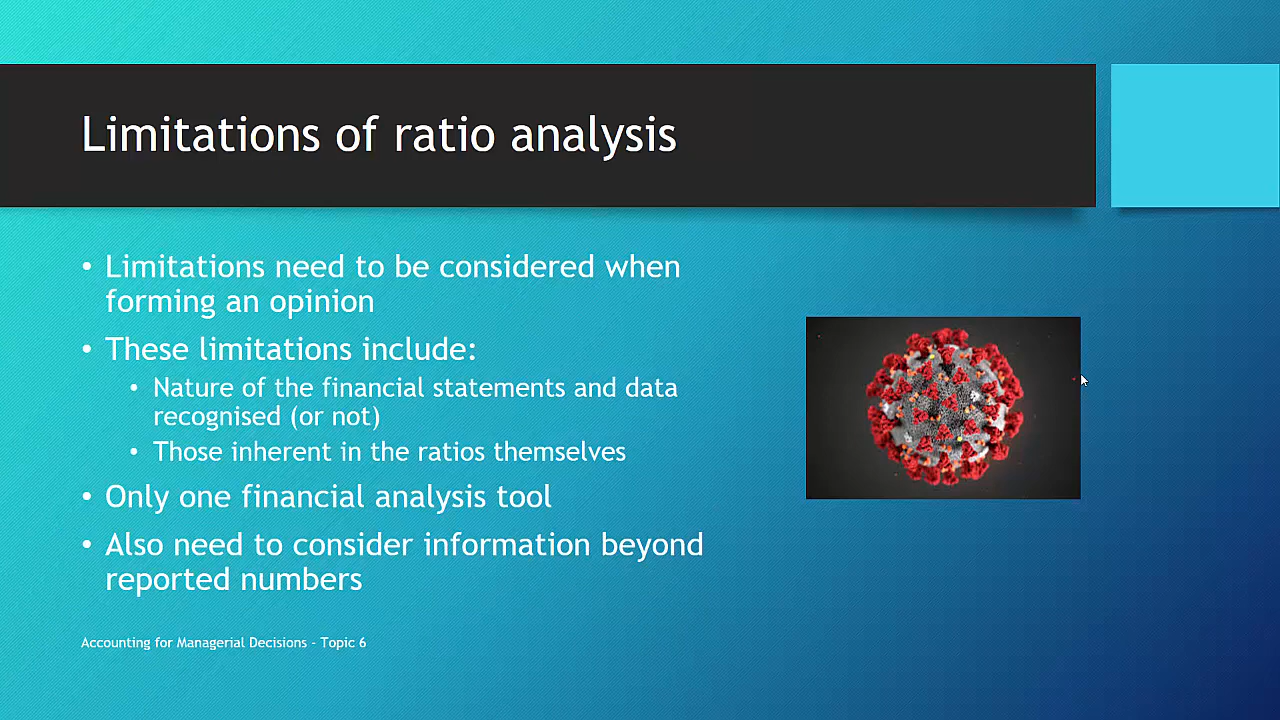 Limitations of ratio analysis
• Limitations need to be considered when
forming an opinion
• These limitations include:
• Nature of the financial statements and data
recognised (or not)
• Those inherent in the ratios themselves
• Only one financial analysis tool
• Also need to consider information beyond
reported numbers
Accounting for Managerial Decisions - Topic 6